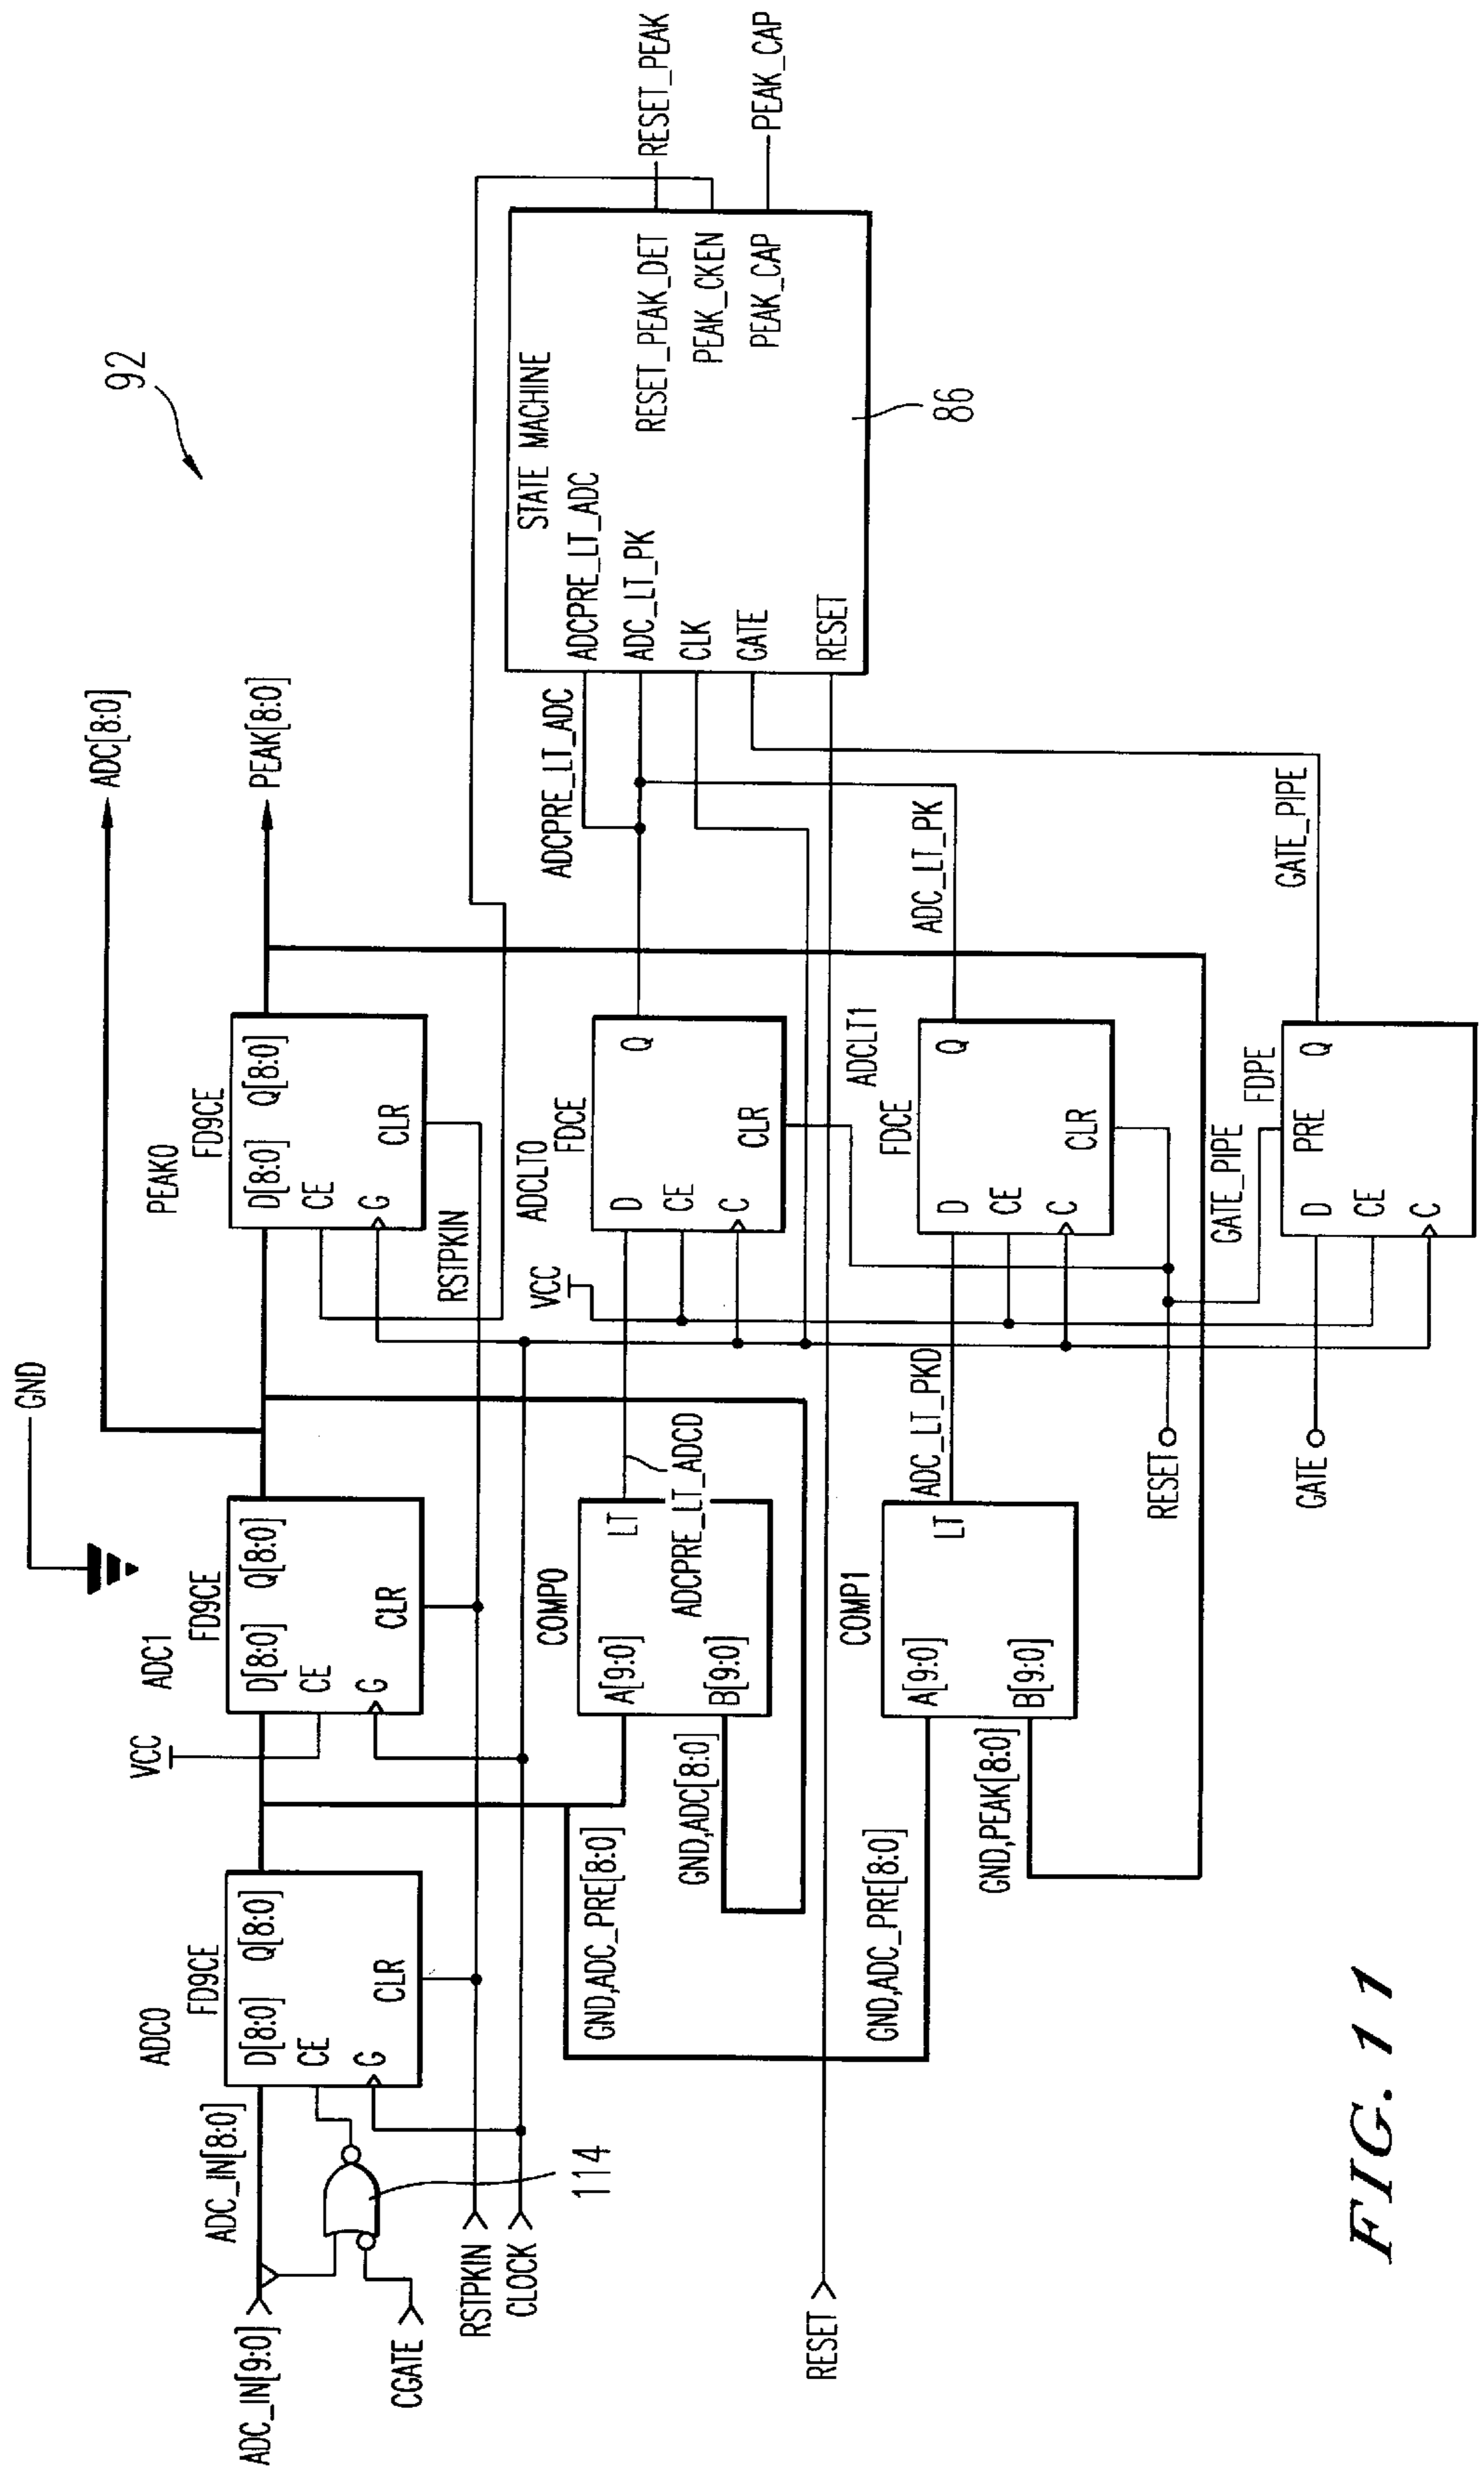 92
GND
ADC[8:0]
PEAK[8:0]
ADC0
FD9CE
D[8:0] Q[8:0]
CE
G
CLR
ADC1
FD9CE
D[8:0] Q[8:0]
CE
G
CLR
VCC
PEAK0
FD9CE
D[8:0] Q[8:0]
CE
G
CLR
RSTPKIN
ADC_IN[9:0]
ADC_IN[8:0]
114
CGATE
RSTPKIN
CLOCK
RESET
GND,ADC_PRE[8:0]
GND,ADC[8:0]
COMP0
A[9:0]
LT
B[9:0]
ADCPRE_LT_ADCD
VCC
ADCLT0
FDCE
D Q
CE
C
CLR
ADCPRE_LT_ADC
STATE MACHINE
ADCPRE_LT_ADC
ADC_LT_PK
CLK
GATE
RESET
RESET_PEAK_DET
PEAK_CKEN
PEAK_CAP
RESET_PEAK
PEAK_CAP
86
GND,ADC_PRE[8:0]
GND,PEAK[8:0]
COMP1
A[9:0]
LT
B[9:0]
ADC_LT_PKD
ADCLT1
FDCE
D Q
CE
C
CLR
ADC_LT_PK
RESET
GATE
GATE_PIPE
FDPE
PRE
D Q
CE
C
GATE_PIPE
FIG. 11